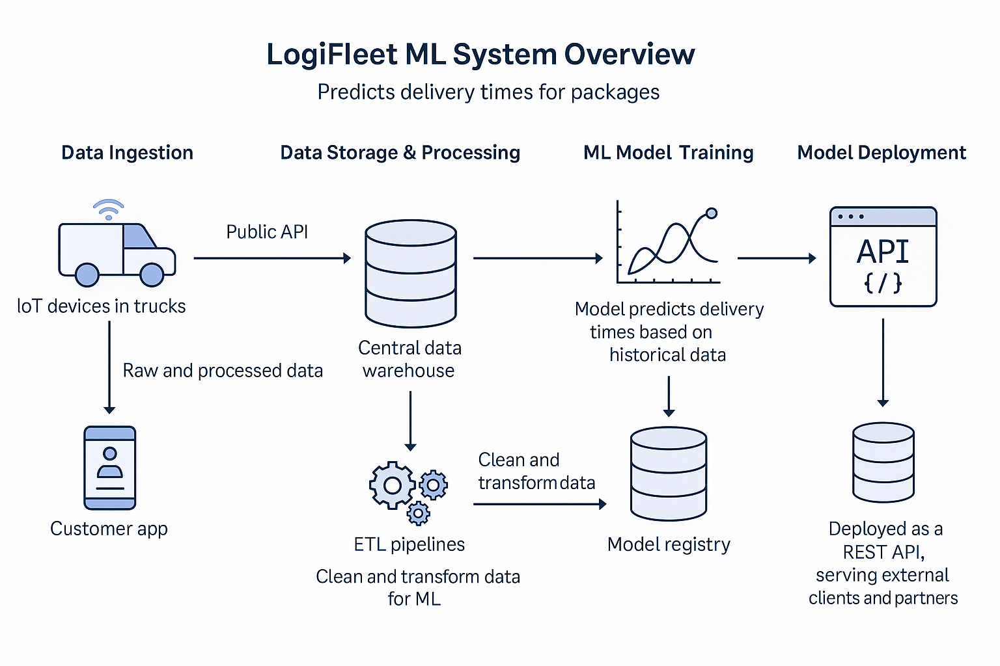 LogiFleet ML System Overview
Predicts delivery times for packages
Data Ingestion
Data Storage & Processing
ML Model Training
Model Deployment
Public API
IoT devices in trucks
Raw and processed data
Customer app
Central data
warehouse
ETL pipelines
Clean and transform data
for ML
Clean and
transform data
Model predicts delivery
times based on
historical data
Model registry
API
{/}
Deployed as a
REST API,
serving external
clients and partners